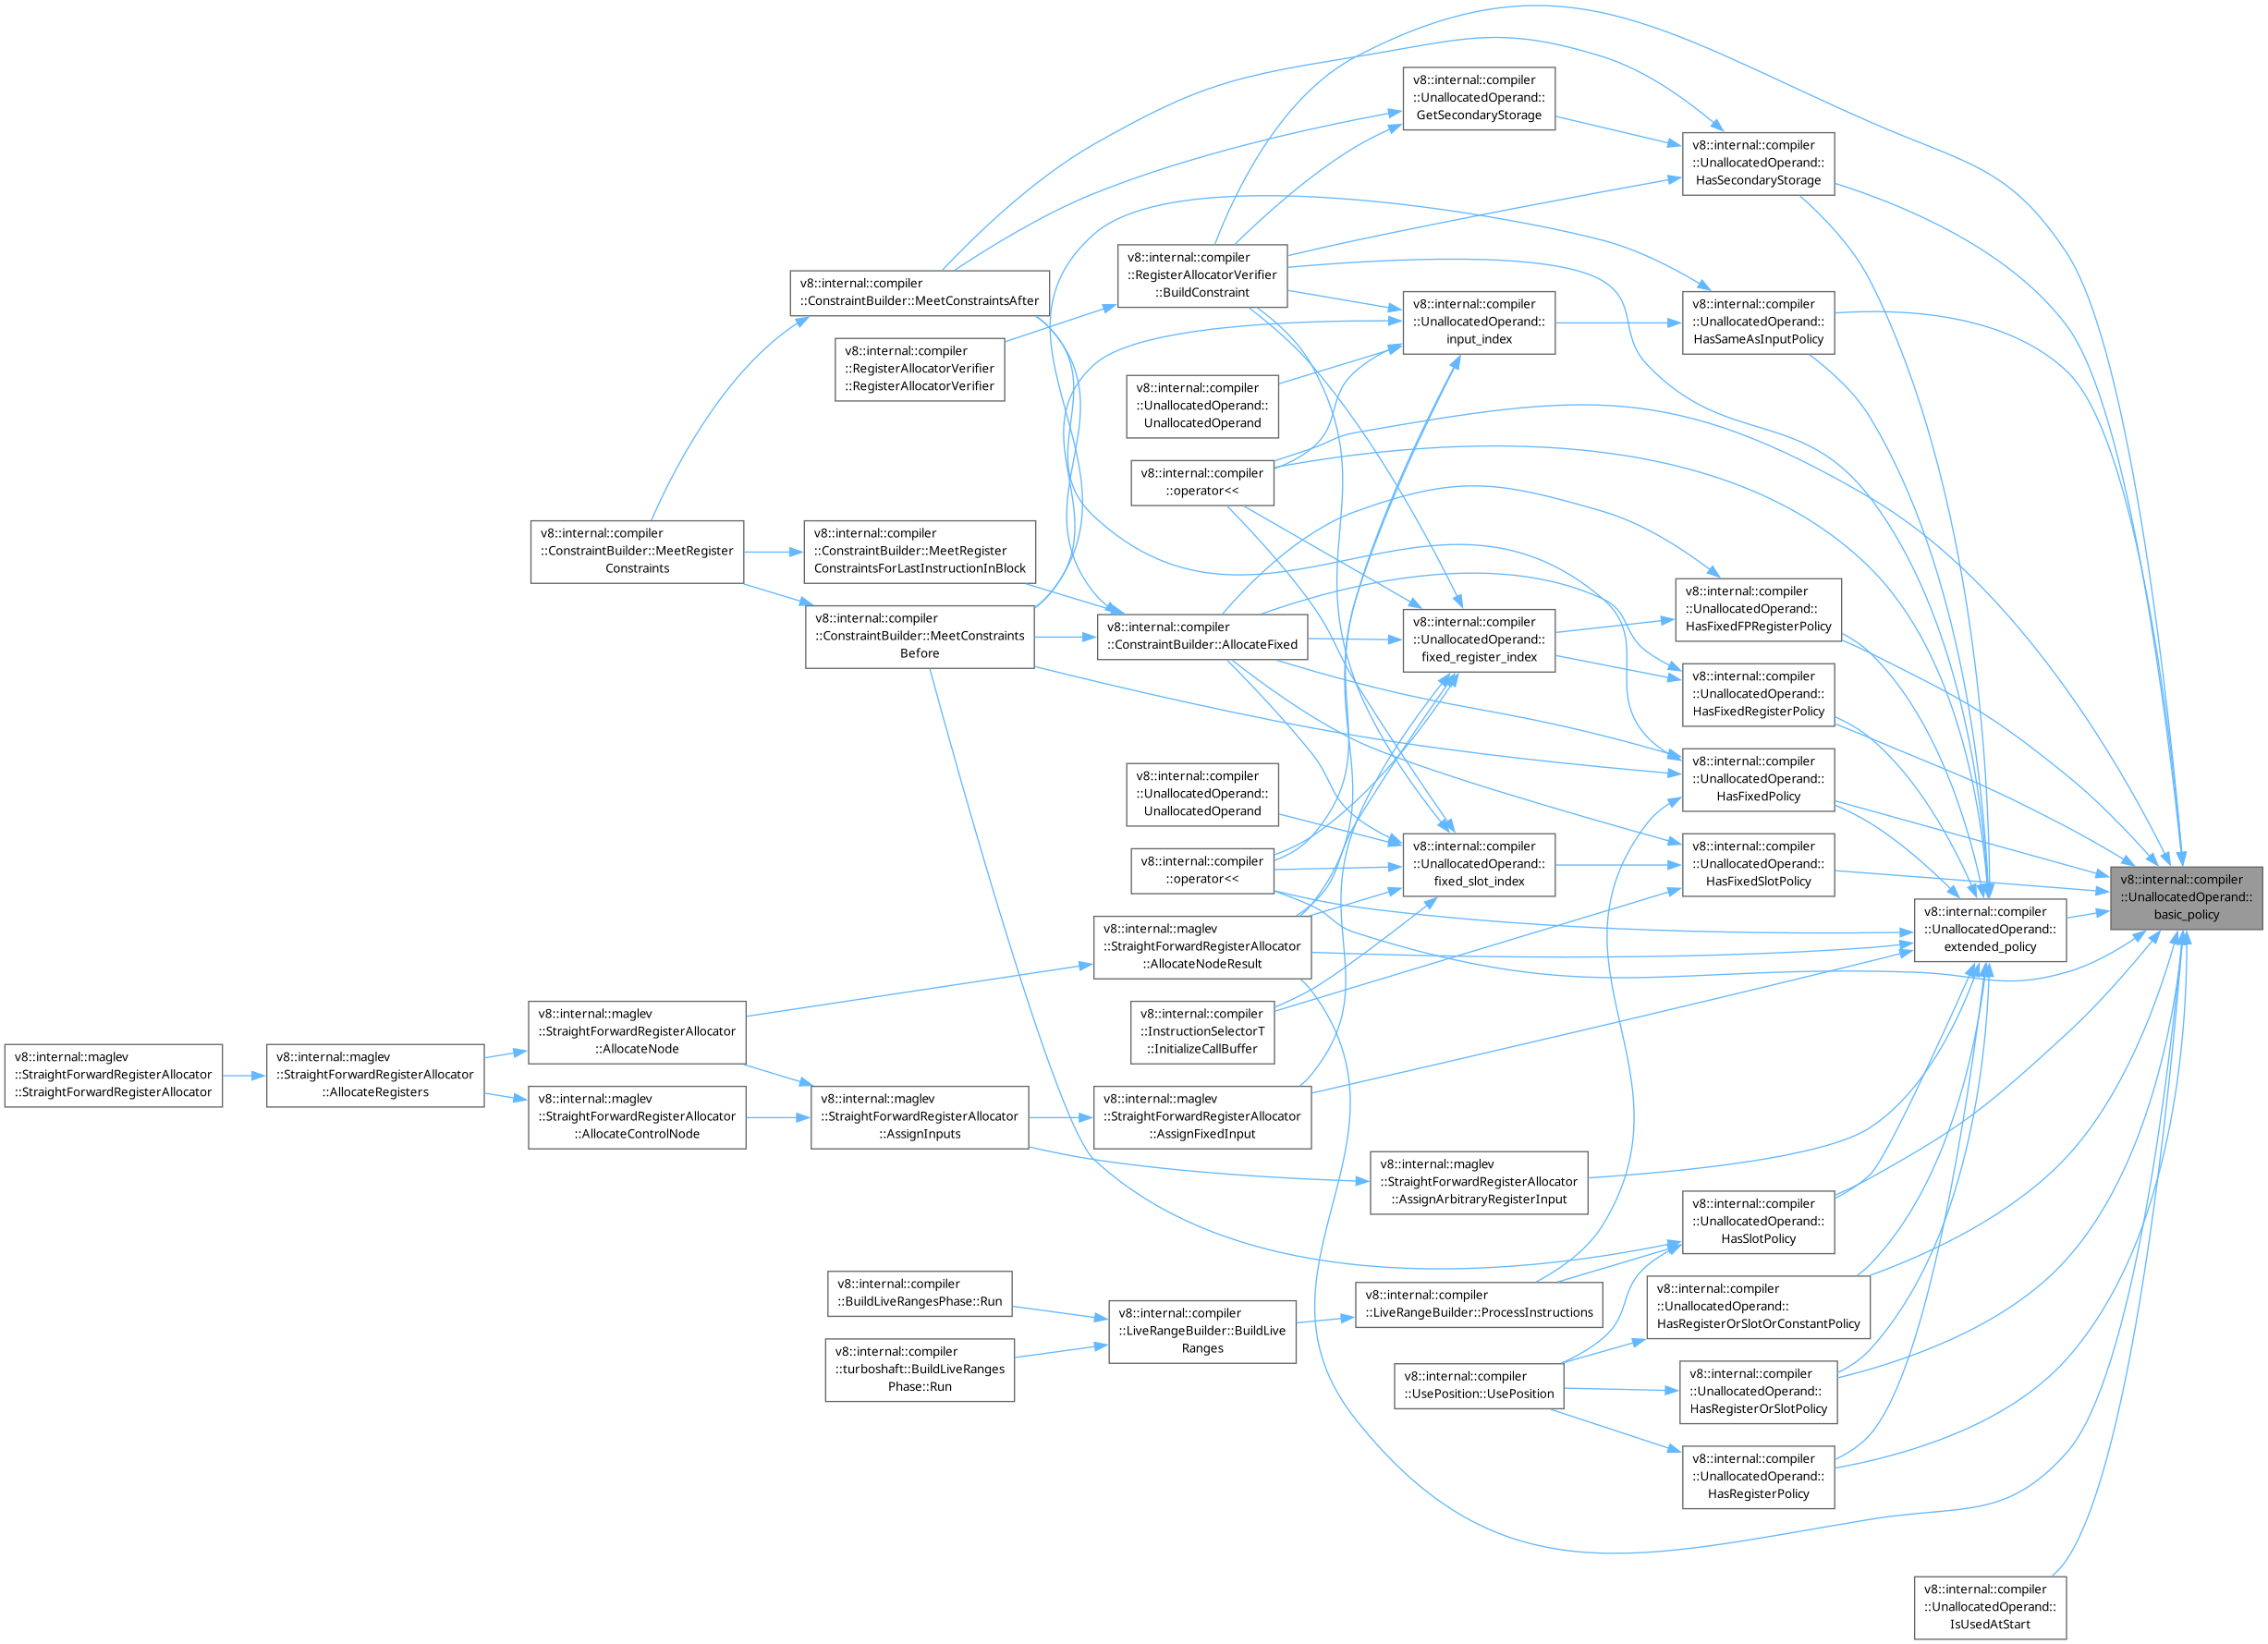 v8::internal::compiler
::UnallocatedOperand::
GetSecondaryStorage
v8::internal::compiler
::UnallocatedOperand::
HasSecondaryStorage
v8::internal::compiler
::RegisterAllocatorVerifier
::BuildConstraint
v8::internal::compiler
::ConstraintBuilder::MeetConstraintsAfter
v8::internal::compiler
::UnallocatedOperand::
input_index
v8::internal::compiler
::UnallocatedOperand::
HasSameAsInputPolicy
v8::internal::compiler
::RegisterAllocatorVerifier
::RegisterAllocatorVerifier
v8::internal::compiler
::UnallocatedOperand::
UnallocatedOperand
v8::internal::compiler
::operator<<
v8::internal::compiler
::ConstraintBuilder::MeetRegister
Constraints
v8::internal::compiler
::ConstraintBuilder::MeetRegister
ConstraintsForLastInstructionInBlock
v8::internal::compiler
::UnallocatedOperand::
HasFixedFPRegisterPolicy
v8::internal::compiler
::ConstraintBuilder::MeetConstraints
Before
v8::internal::compiler
::ConstraintBuilder::AllocateFixed
v8::internal::compiler
::UnallocatedOperand::
fixed_register_index
v8::internal::compiler
::UnallocatedOperand::
HasFixedRegisterPolicy
v8::internal::compiler
::UnallocatedOperand::
HasFixedPolicy
v8::internal::compiler
::UnallocatedOperand::
UnallocatedOperand
v8::internal::compiler
::UnallocatedOperand::
fixed_slot_index
v8::internal::compiler
::UnallocatedOperand::
HasFixedSlotPolicy
v8::internal::compiler
::operator<<
v8::internal::compiler
::UnallocatedOperand::
basic_policy
v8::internal::compiler
::UnallocatedOperand::
extended_policy
v8::internal::maglev
::StraightForwardRegisterAllocator
::AllocateNodeResult
v8::internal::maglev
::StraightForwardRegisterAllocator
::AllocateNode
v8::internal::compiler
::InstructionSelectorT
::InitializeCallBuffer
v8::internal::maglev
::StraightForwardRegisterAllocator
::StraightForwardRegisterAllocator
v8::internal::maglev
::StraightForwardRegisterAllocator
::AllocateRegisters
v8::internal::maglev
::StraightForwardRegisterAllocator
::AllocateControlNode
v8::internal::maglev
::StraightForwardRegisterAllocator
::AssignInputs
v8::internal::maglev
::StraightForwardRegisterAllocator
::AssignFixedInput
v8::internal::maglev
::StraightForwardRegisterAllocator
::AssignArbitraryRegisterInput
v8::internal::compiler
::UnallocatedOperand::
HasSlotPolicy
v8::internal::compiler
::BuildLiveRangesPhase::Run
v8::internal::compiler
::LiveRangeBuilder::BuildLive
Ranges
v8::internal::compiler
::LiveRangeBuilder::ProcessInstructions
v8::internal::compiler
::UnallocatedOperand::
HasRegisterOrSlotOrConstantPolicy
v8::internal::compiler
::turboshaft::BuildLiveRanges
Phase::Run
v8::internal::compiler
::UsePosition::UsePosition
v8::internal::compiler
::UnallocatedOperand::
HasRegisterOrSlotPolicy
v8::internal::compiler
::UnallocatedOperand::
HasRegisterPolicy
v8::internal::compiler
::UnallocatedOperand::
IsUsedAtStart